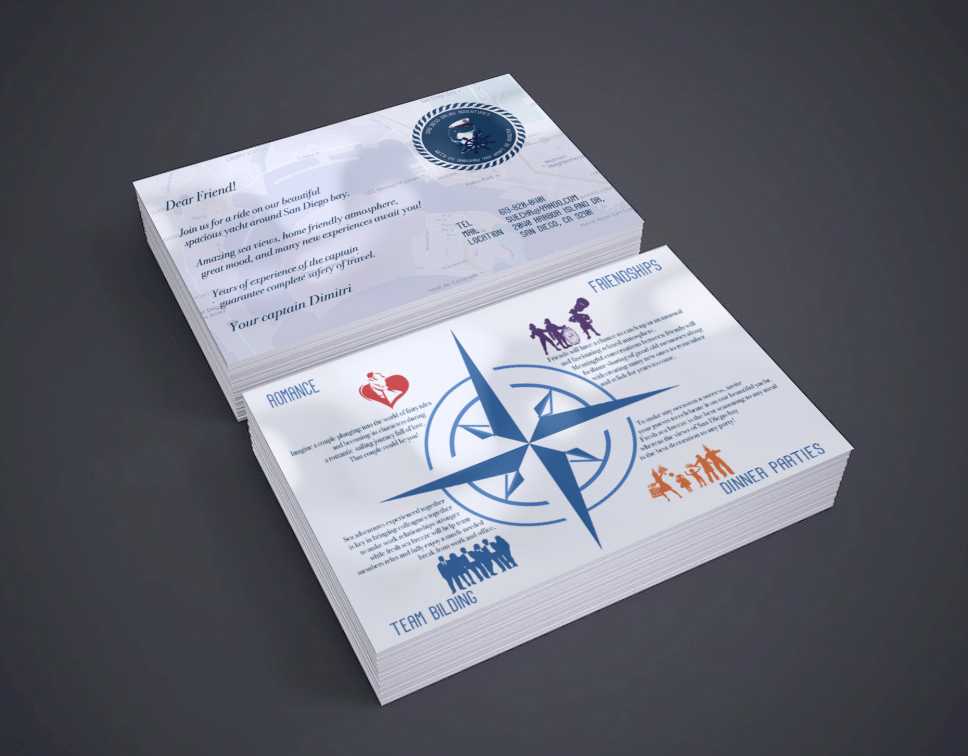 Dear Friend!
Join us for a ride on our beautiful
spacious yacht around San Diego bay.
Amazing sea views, home friendly atmosphere,
great mood, and many new experiences await you!
Years of experience of the captain
guarantee complete safety of travel.
Your captain Dimitri
TEL 619-820-0401
MAIL SUECHA@YAHOO.COM
LOCATION 2040 HARBOR ISLAND DR,
SAN DIEGO, CA 92101
ROMANCE
Imagine a couple plunging into the world of fairy tales
and becoming its characters during
a romantic sailing journey full of love.
That couple could be you!
FRIENDSHIPS
Friends will have a chance to catch up in an unusual
and fascinating relaxed atmosphere.
Meaningful conversations between friends will
facilitate sharing of good old memories along
with creating many new ones to remember
and relish for years to come.
Sea adventures experienced together
is key in bringing colleagues together
to make work relationships stronger
while fresh sea breeze will help team
members relax and fully enjoy a much needed
break from work and office.
TEAM BILDING
To make any occasion a success, invite
your guests to celebrate it on our beautiful yacht.
Fresh sea breeze is the best seasoning to any meal
whereas the views of San Diego bay
is the best decoration to any party!
DINNER PARTIES